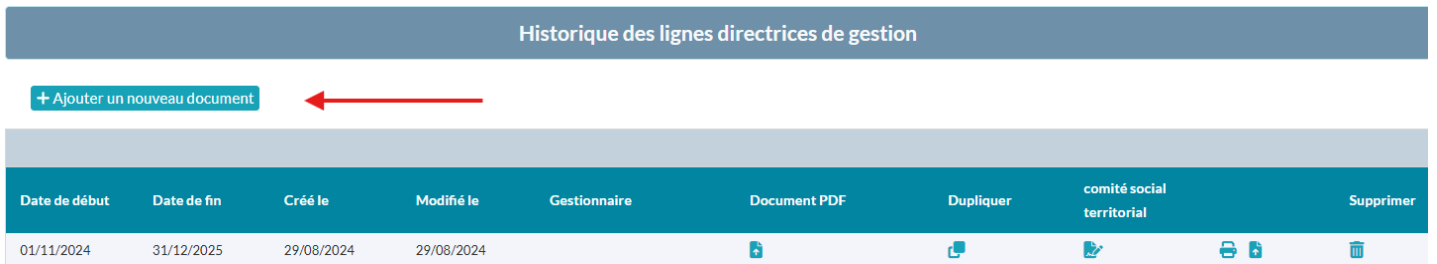 Historique des lignes directrices de gestion
+ Ajouter un nouveau document
Date de début Date de fin Créé le Modifié le Gestionnaire Document PDF Dupliquer comité social territorial Supprimer
01/11/2024 31/12/2025 29/08/2024 29/08/2024